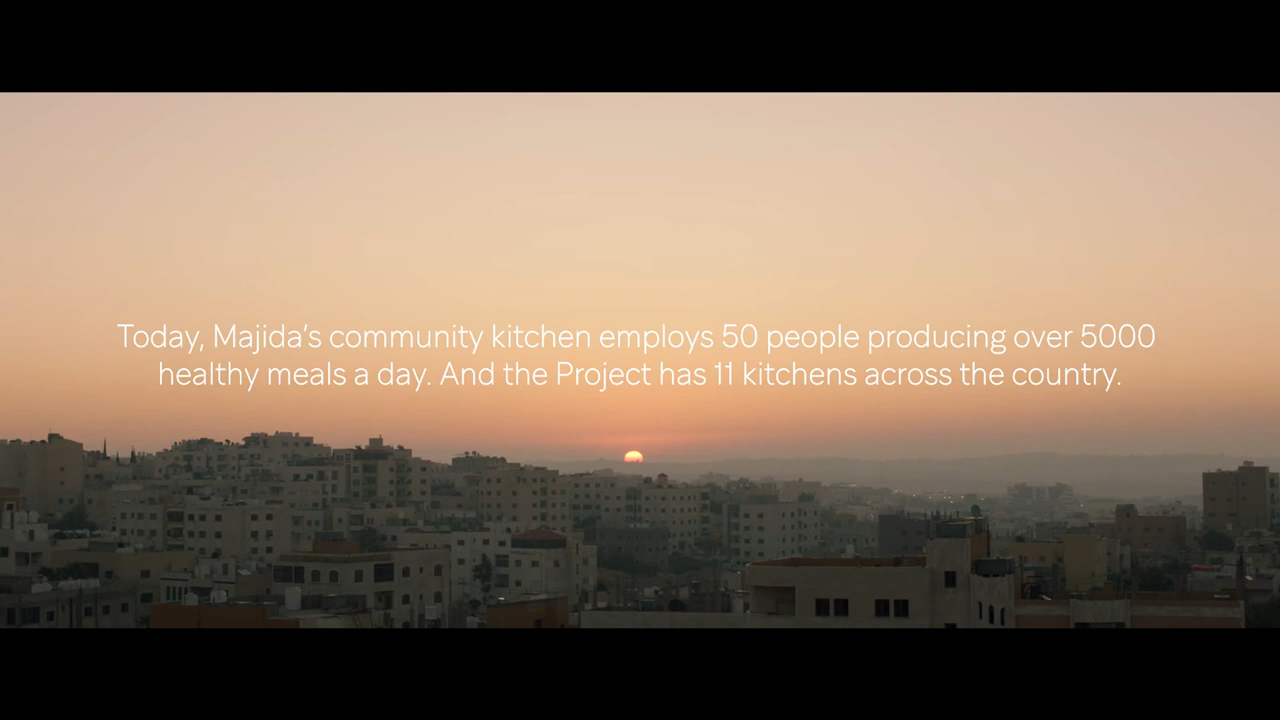 Today, Majida's community kitchen employs 50 people producing over 5000
healthy meals a day. And the Project has 11 kitchens across the country.